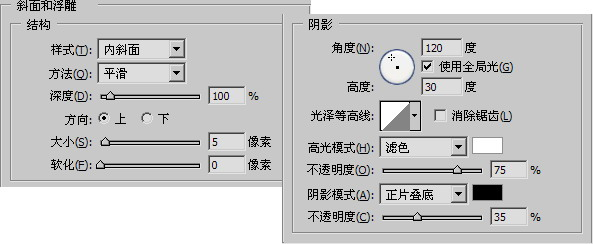 斜面和浮雕
结构
样式(T): 内斜面
方法(Q): 平滑
深度(D): 100 %
方向: 上 下
大小(S): 5 像素
软化(F): 0 像素
阴影
角度(N): 120 度
使用全局光(G)
高度: 30 度
光泽等高线: 消除锯齿(L)
高光模式(H): 滤色
不透明度(O): 75 %
阴影模式(A): 正片叠底
不透明度(C): 35 %